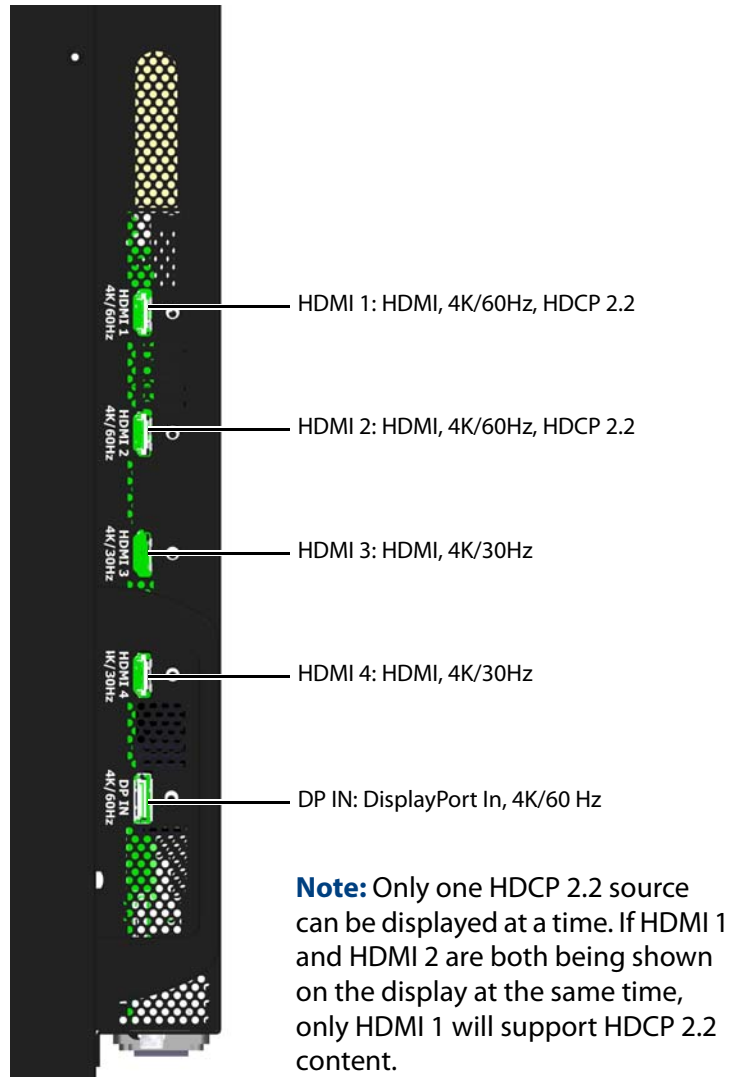 HDMI 1
4K/60Hz
HDMI 1: HDMI, 4K/60Hz, HDCP 2.2
HDMI 2
4K/60Hz
HDMI 2: HDMI, 4K/60Hz, HDCP 2.2
HDMI 3
4K/30Hz
HDMI 3: HDMI, 4K/30Hz
HDMI 4
K/30Hz
HDMI 4: HDMI, 4K/30Hz
DP IN
4K/60Hz
DP IN: DisplayPort In, 4K/60 Hz
Note: Only one HDCP 2.2 source
can be displayed at a time. If HDMI 1
and HDMI 2 are both being shown
on the display at the same time,
only HDMI 1 will support HDCP 2.2
content.